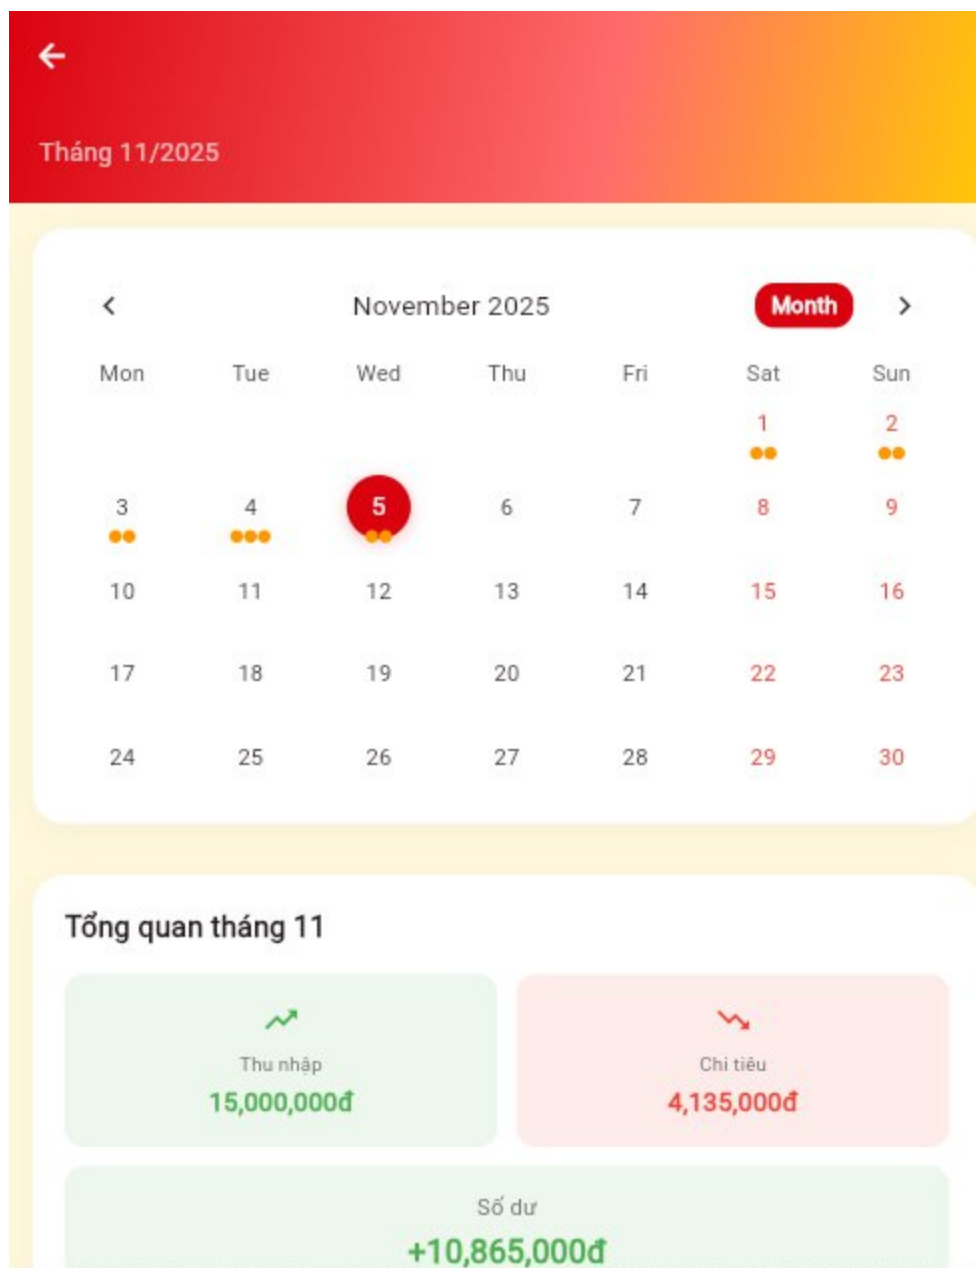 Tháng 11/2025
November 2025 Month
Mon Tue Wed Thu Fri Sat Sun
1 2
3 4 5 6 7 8 9
10 11 12 13 14 15 16
17 18 19 20 21 22 23
24 25 26 27 28 29 30
Tổng quan tháng 11
Thu nhập
15,000,000đ
Chi tiêu
4,135,000đ
Số dư
+10,865,000đ